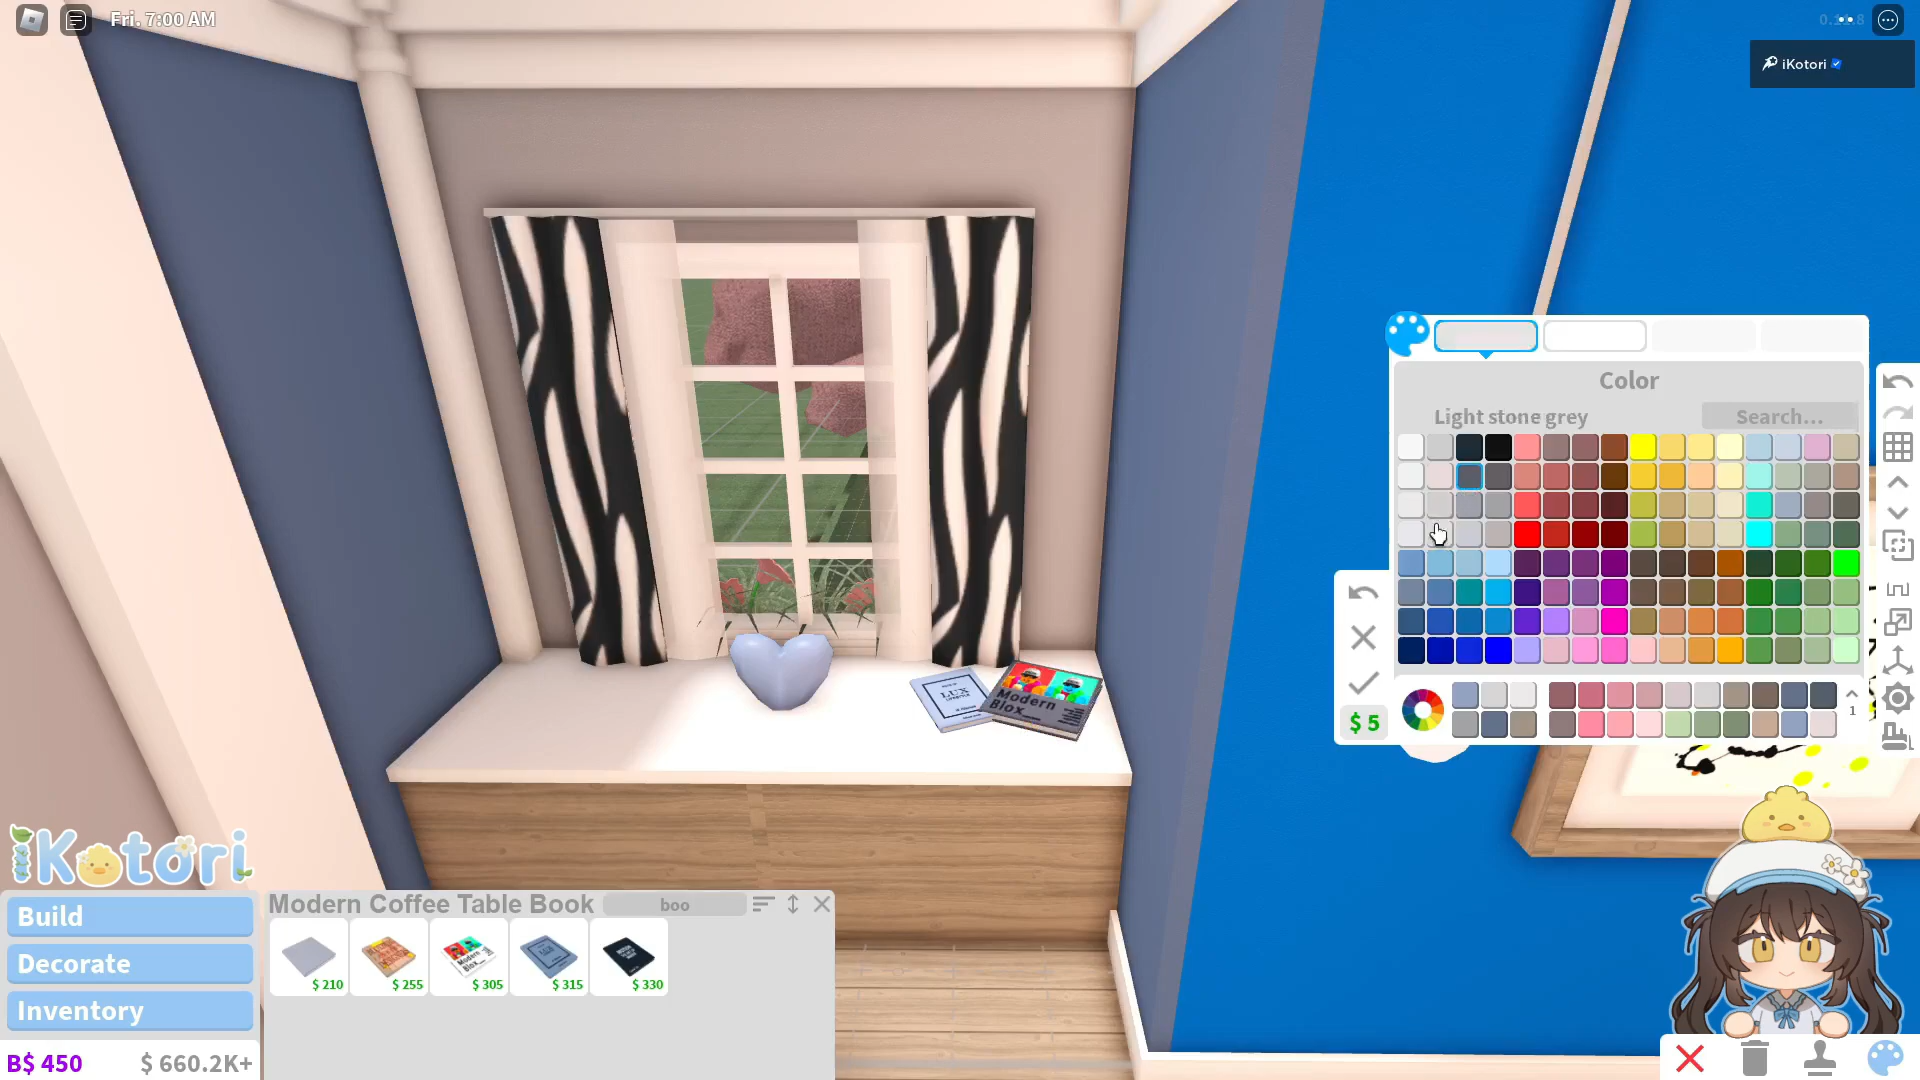 Fri. 7:00 AM
iKotori
Color
Light stone grey
Search...
LUX
Modern
Blox
$ 5
1
iKotori
Build
Decorate
Inventory
B$ 450
$ 660.2K+
Modern Coffee Table Book
boo
$ 210
$ 255
$ 305
$ 315
$ 330